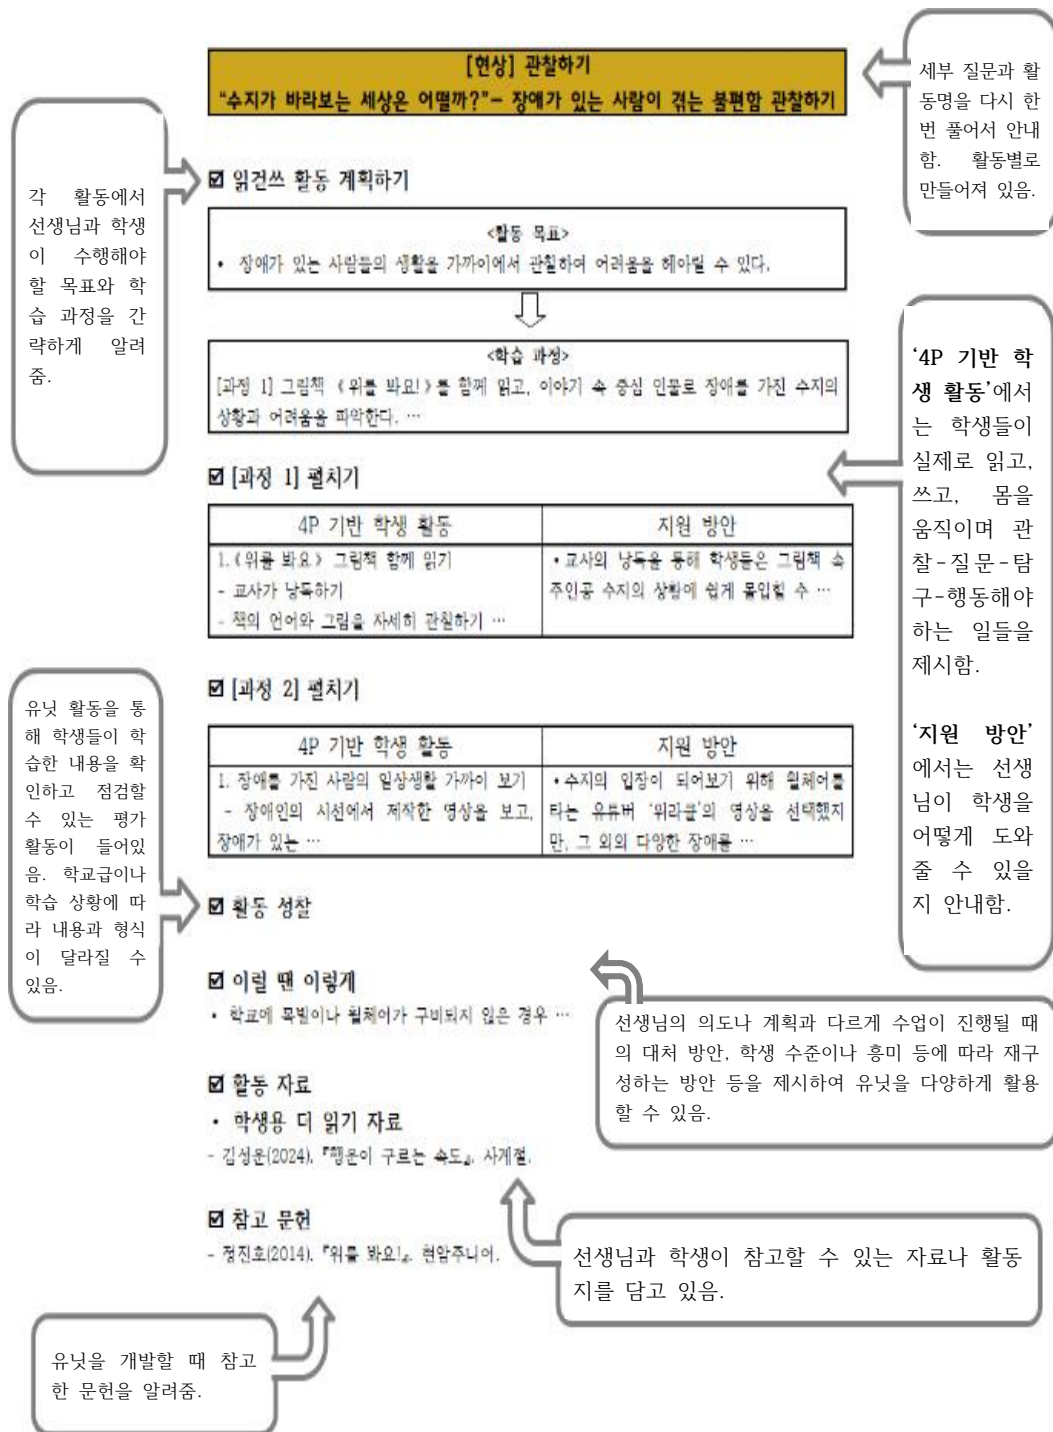 [현상] 관찰하기
“수지가 바라보는 세상은 어떨까?”- 장애가 있는 사람이 겪는 불편함 관찰하기
세부 질문과 활
동명을 다시 한
번 풀어서 안내
함. 활동별로
만들어져 있음.
각 활동에서
선생님과 학생
이 수행해야
할 목표와 학
습 과정을 간
략하게 알려
줌.
☑ 읽건쓰 활동 계획하기
<활동 목표>
• 장애가 있는 사람들의 생활을 가까이에서 관찰하여 어려움을 헤아릴 수 있다.
<학습 과정>
[과정 1] 그림책 《위를 봐요!》를 함께 읽고, 이야기 속 중심 인물로 장애를 가진 수지의
상황과 어려움을 파악한다. …
‘4P 기반 학
생 활동’에서
는 학생들이
실제로 읽고,
쓰고, 몸을
움직이며 관
찰-질문-탐
구-행동해야
하는 일들을
제시함.
‘지원 방안’
에서는 선생
님이 학생을
어떻게 도와
줄 수 있을
지 안내함.
☑ [과정 1] 펼치기
4P 기반 학생 활동
지원 방안
1.《위를 봐요》 그림책 함께 읽기
- 교사가 낭독하기
- 책의 언어와 그림을 자세히 관찰하기 …
• 교사의 낭독을 통해 학생들은 그림책 속
주인공 수지의 상황에 쉽게 몰입할 수 …
☑ [과정 2] 펼치기
4P 기반 학생 활동
지원 방안
1. 장애를 가진 사람의 일상생활 가까이 보기
- 장애인의 시선에서 제작한 영상을 보고,
장애가 있는 …
• 수지의 입장이 되어보기 위해 휠체어를
타는 유튜버 ‘위라클’의 영상을 선택했지
만, 그 외의 다양한 장애를 …
유닛 활동을 통
해 학생들이 학
습한 내용을 확
인하고 점검할
수 있는 평가
활동이 들어있
음. 학교급이나
학습 상황에 따
라 내용과 형식
이 달라질 수
있음.
☑ 활동 성찰
☑ 이럴 땐 이렇게
• 학교에 목발이나 휠체어가 구비되지 않은 경우 …
선생님의 의도나 계획과 다르게 수업이 진행될 때
의 대처 방안, 학생 수준이나 흥미 등에 따라 재구
성하는 방안 등을 제시하여 유닛을 다양하게 활용
할 수 있음.
☑ 활동 자료
• 학생용 더 읽기 자료
- 김성운(2024). 『행운이 구르는 속도』, 사계절.
선생님과 학생이 참고할 수 있는 자료나 활동
지를 담고 있음.
☑ 참고 문헌
- 정진호(2014). 『위를 봐요!』. 현암주니어.
유닛을 개발할 때 참고
한 문헌을 알려줌.